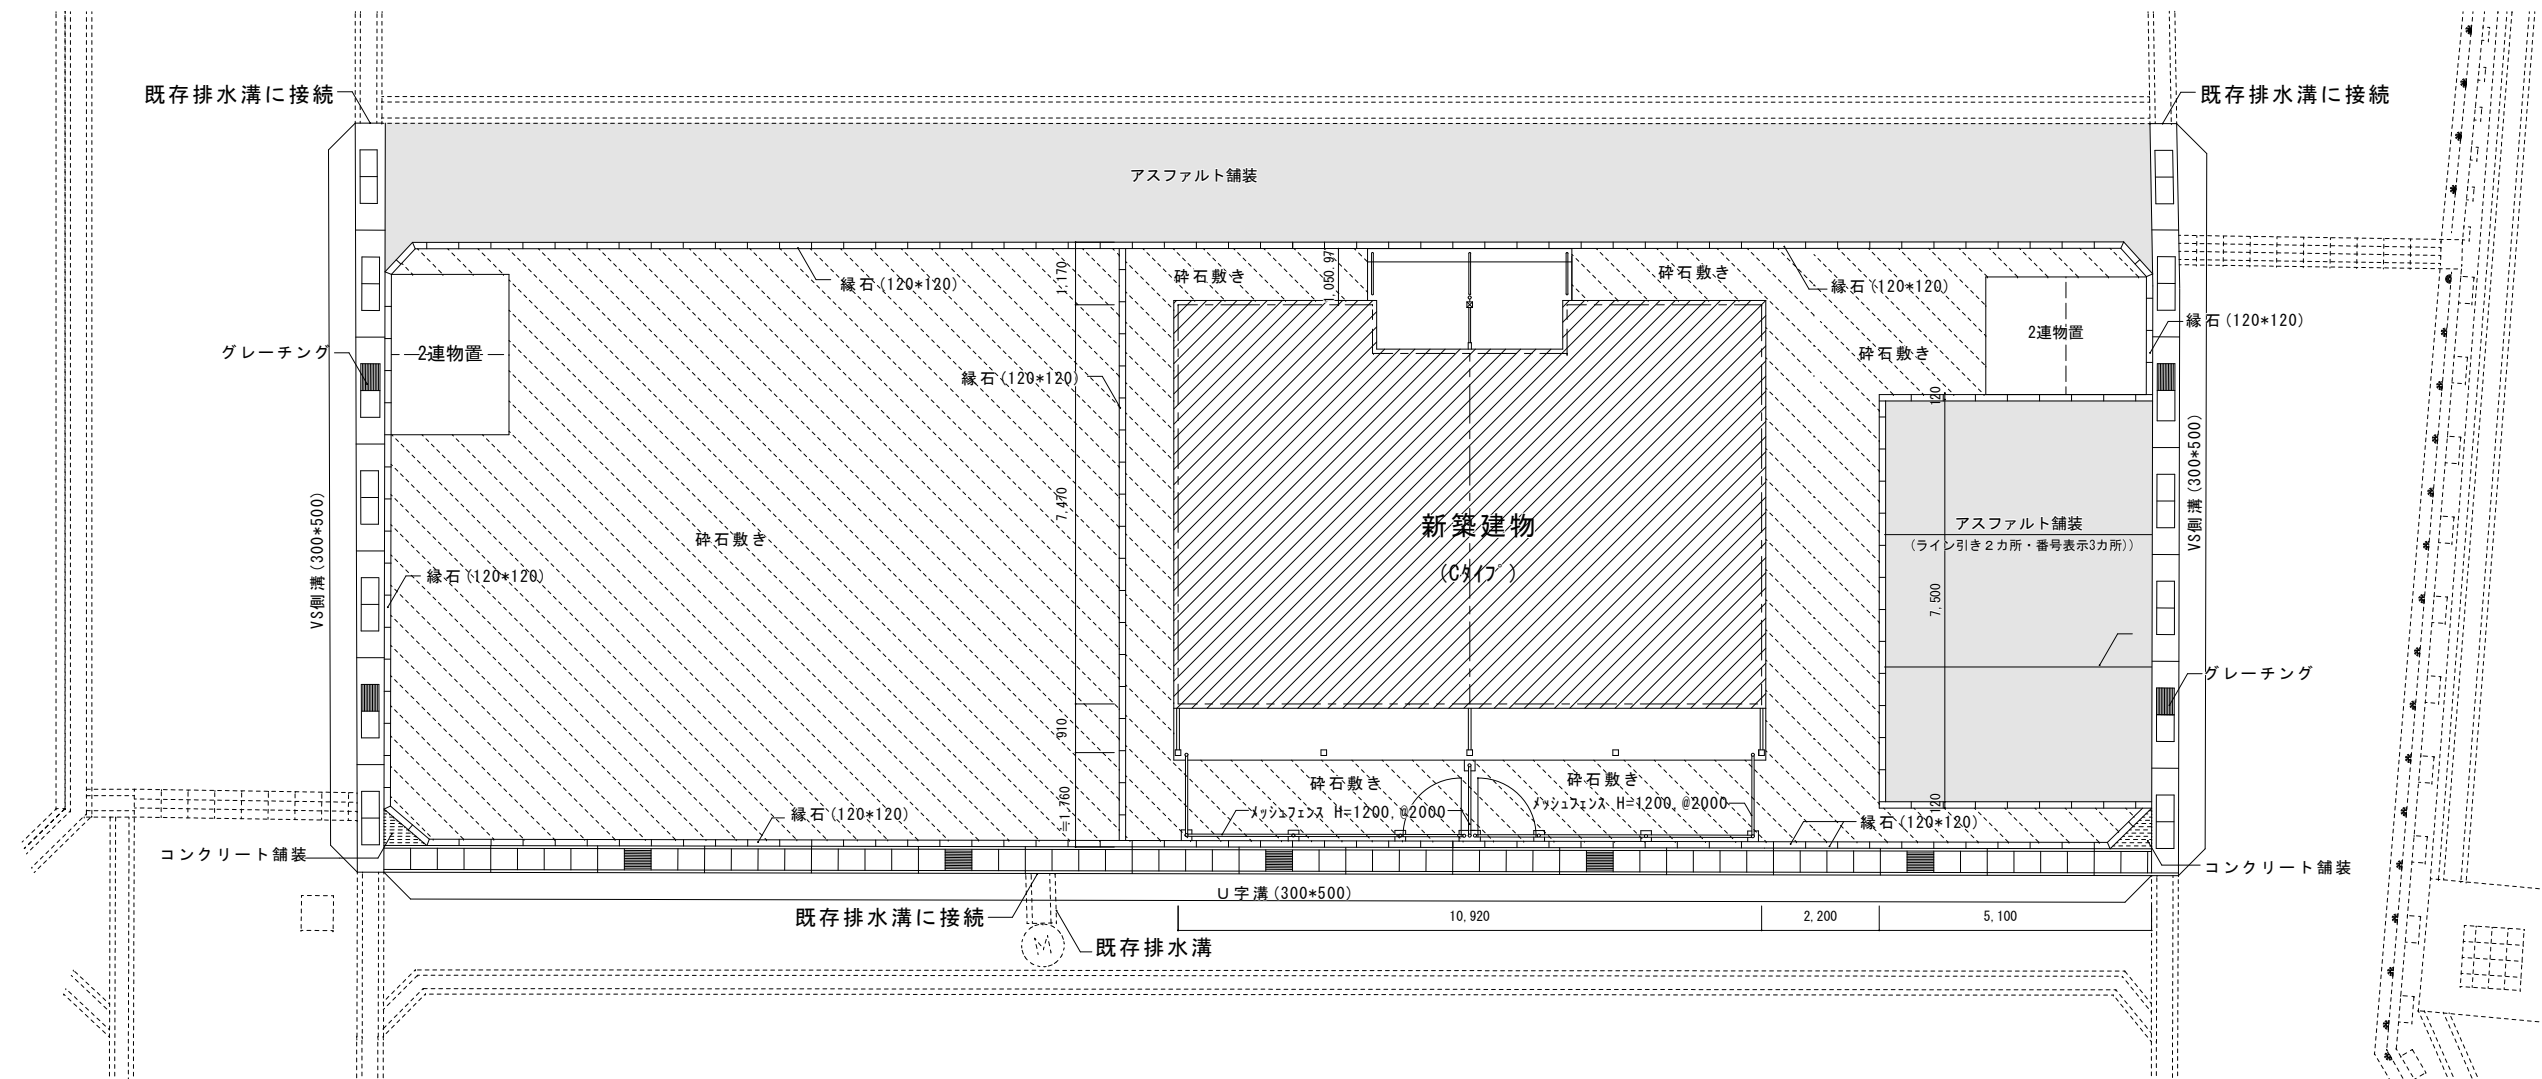 既存排水溝に接続
既存排水溝に接続
アスファルト舗装
縁石(120*120)
1,170
砕石敷き
1,050.97
砕石敷き
縁石(120*120)
2連物置
縁石(120*120)
グレーチング
2連物置
縁石(120*120)
砕石敷き
120
VS側溝(300*500)
VS側溝(300*500)
7,470
砕石敷き
新築建物
(Cタイプ)
アスファルト舗装
(ライン引き２カ所・番号表示3カ所))
縁石(120*120)
7,500
グレーチング
910
砕石敷き
砕石敷き
=1,760
縁石(120*120)
メッシュフェンス H=1200,@2000
メッシュフェンス H=1200,@2000
120
縁石(120*120)
コンクリート舗装
コンクリート舗装
U字溝(300*500)
既存排水溝に接続
10,920
2,200
5,100
M
既存排水溝